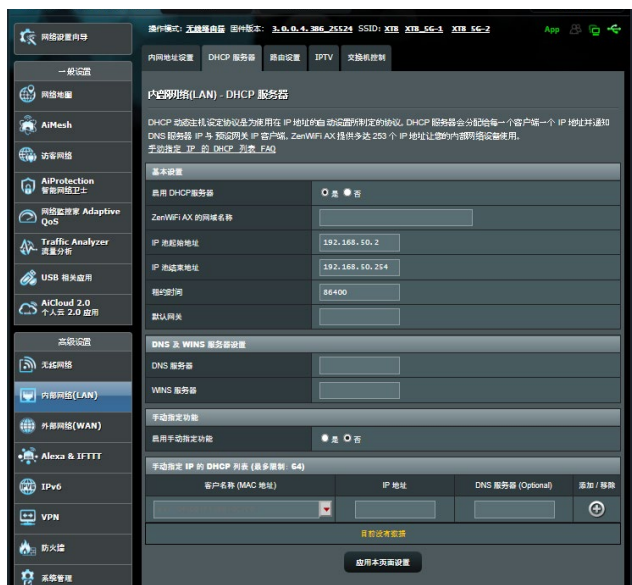 操作模式: 无线路由器 固件版本: 3.0.0.4.386_25524 SSID: XT8 XT8_5G-1 XT8_5G-2 App
网络设置向导
一般设置
网络地图
AiMesh
访客网络
AiProtection
智能网络卫士
网络监控家 Adaptive
QoS
Traffic Analyzer
流量分析
USB 相关应用
AiCloud 2.0
个人云 2.0 应用
高级设置
无线网络
内部网络(LAN)
外部网络(WAN)
Alexa & IFTTT
IPv6
VPN
防火墙
系统管理
内网地址设置 DHCP 服务器 路由设置 IPTV 交换机控制
内部网络(LAN) - DHCP 服务器
DHCP 动态主机设定协议是为使用在 IP 地址的自动设置所制定的协议。DHCP 服务器会分配给每一个客户端一个 IP 地址并通知
DNS 服务器 IP 与 预设网关 IP 客户端。ZenWiFi AX 提供多达 253 个 IP 地址让您的内部网络设备使用。
手动指定 IP 的 DHCP 列表 FAQ
基本设置
启用 DHCP服务器 是 否
ZenWiFi AX 的网域名称
IP 池起始地址 192.168.50.2
IP 池结束地址 192.168.50.254
租约时间 86400
默认网关
DNS 及 WINS 服务器设置
DNS 服务器
WINS 服务器
手动指定功能
启用手动指定功能 是 否
手动指定 IP 的 DHCP 列表 (最多限制: 64)
客户名称 (MAC 地址) IP 地址 DNS 服务器 (Optional) 添加 / 移除
目前没有数据
应用本页面设置